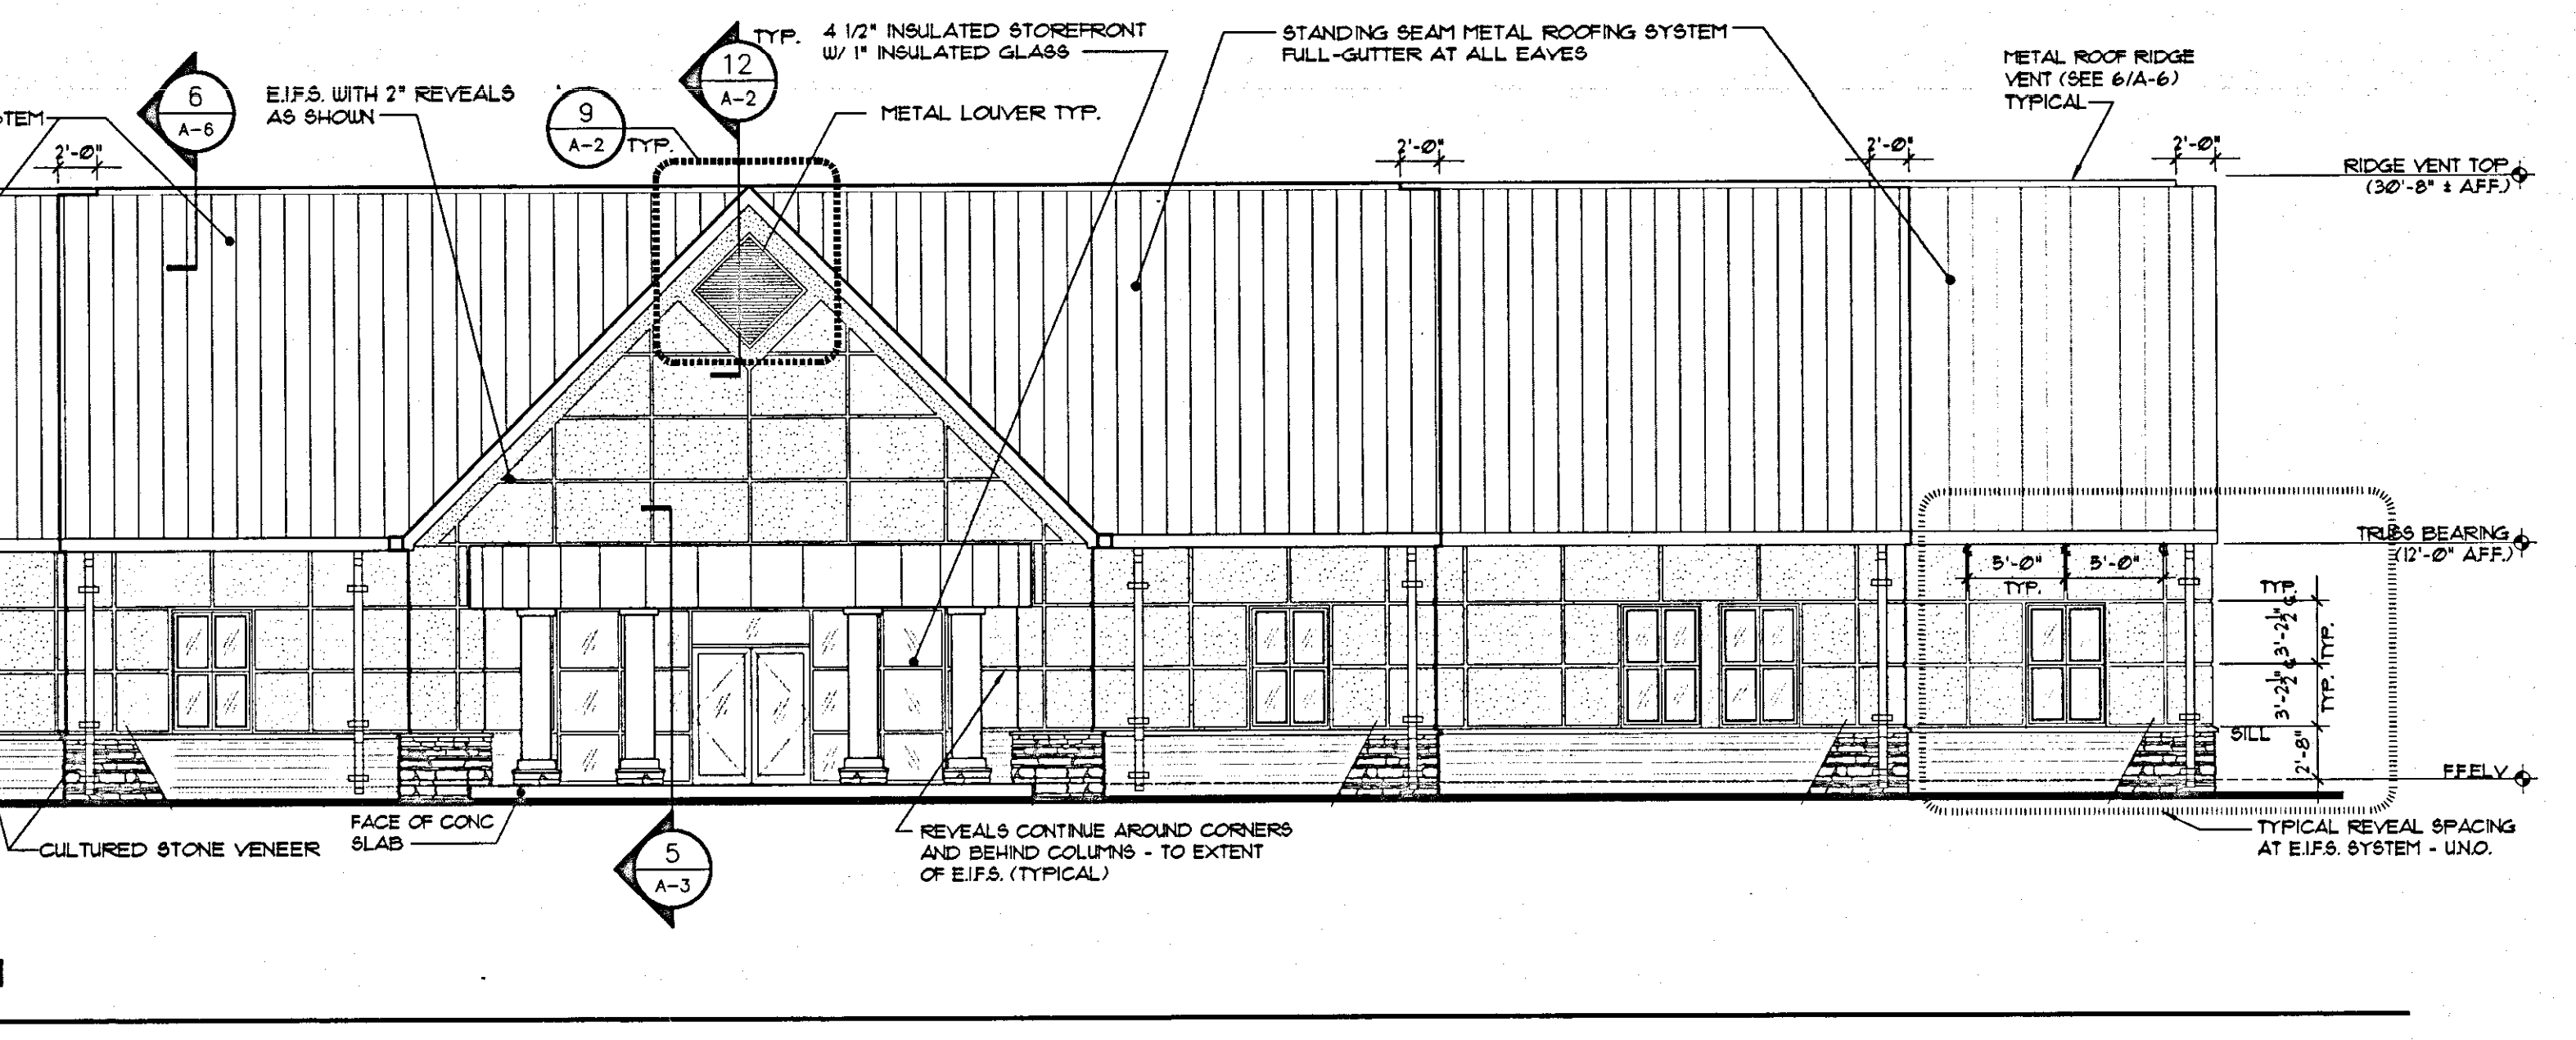 TYP.
4 1/2" INSULATED STOREFRONT
W/ 1" INSULATED GLASS
STANDING SEAM METAL ROOFING SYSTEM
FULL-GUTTER AT ALL EAVES
METAL ROOF RIDGE
VENT (SEE 6/A-6)
TYPICAL
12
A-2
6
A-6
E.I.F.S. WITH 2" REVEALS
AS SHOWN
9
A-2
TYP.
METAL LOUVER TYP.
2'-0"
2'-0"
2'-0"
2'-0"
RIDGE VENT TOP
(30'-8" ± A.F.F.)
TRUSS BEARING
(12'-0" A.F.F.)
5'-0"
5'-0"
TYP.
TYP.
3'-2 1/2"
TYP.
3'-2 1/2"
TYP.
SILL
2'-8"
F.F.ELV
CULTURED STONE VENEER
FACE OF CONC
SLAB
5
A-3
REVEALS CONTINUE AROUND CORNERS
AND BEHIND COLUMNS - TO EXTENT
OF E.I.F.S. (TYPICAL)
TYPICAL REVEAL SPACING
AT E.I.F.S. SYSTEM - U.N.O.